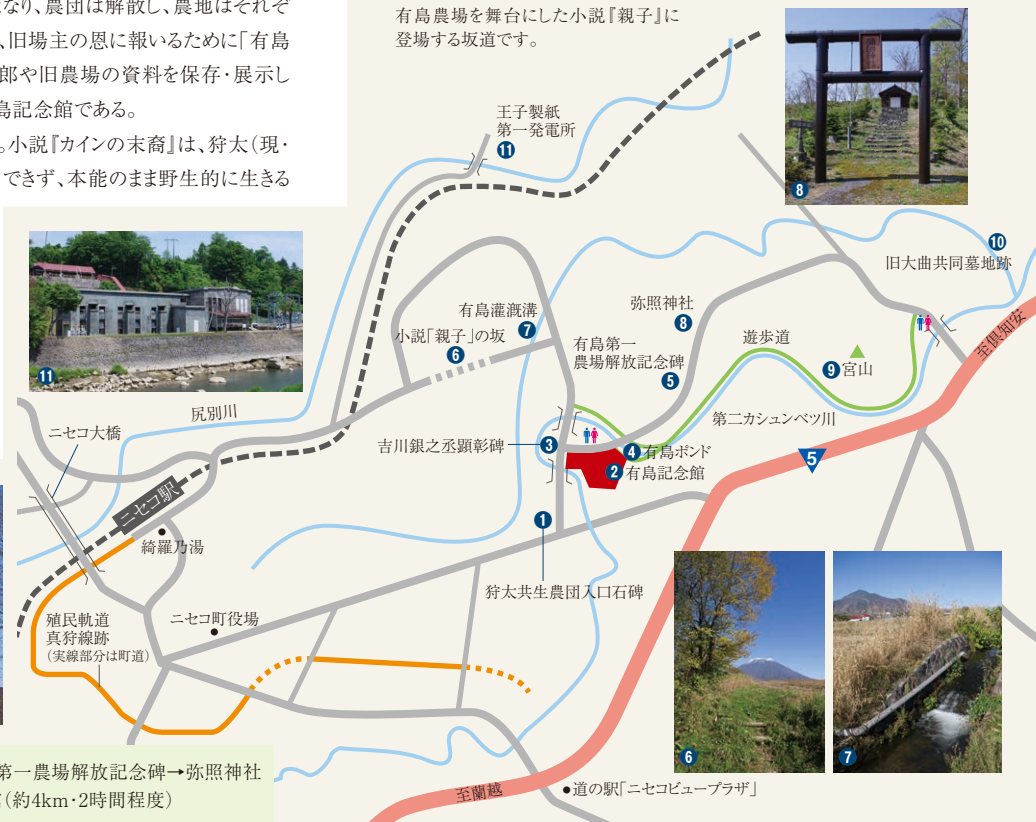 なり、農団は解散し、農地はそれぞ
、旧場主の恩に報いるために「有島
郎や旧農場の資料を保存・展示し
島記念館である。
。小説『カインの末裔』は、狩太(現・
できず、本能のまま野生的に生きる
有島農場を舞台にした小説『親子』に
登場する坂道です。
王子製紙
第一発電所
11
8
10
旧大曲共同墓地跡
11
有島灌漑溝
7
小説「親子」の坂
6
弥照神社
8
有島第一
農場解放記念碑
5
遊歩道
9 宮山
至倶知安
尻別川
ニセコ大橋
吉川銀之丞顕彰碑
3
4 有島ポンド
2 有島記念館
第二カシュンベツ川
5
ニセコ駅
綺羅乃湯
1
狩太共生農団入口石碑
殖民軌道
真狩線跡
(実線部分は町道)
ニセコ町役場
6
7
第一農場解放記念碑→弥照神社
(約4km・2時間程度)
至蘭越
●道の駅「ニセコビュープラザ」